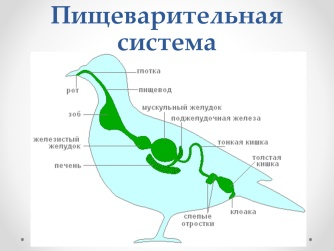 Пищеварительная
система
глотка
рот
пищевод
мускульный желудок
зоб
поджелудочная железа
железистый
желудок
тонкая кишка
печень
толстая
кишка
слепые
отростки
клоака